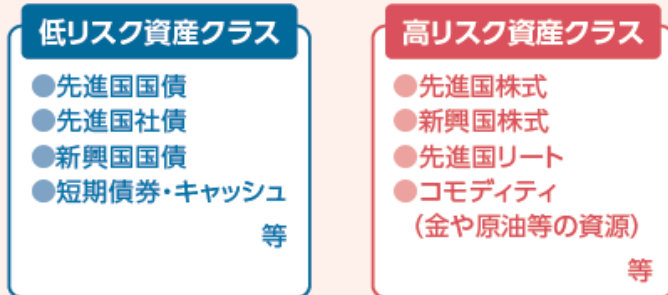 低リスク資産クラス
●先進国国債
●先進国社債
●新興国国債
●短期債券・キャッシュ
等
高リスク資産クラス
●先進国株式
●新興国株式
●先進国リート
●コモディティ
（金や原油等の資源）
等